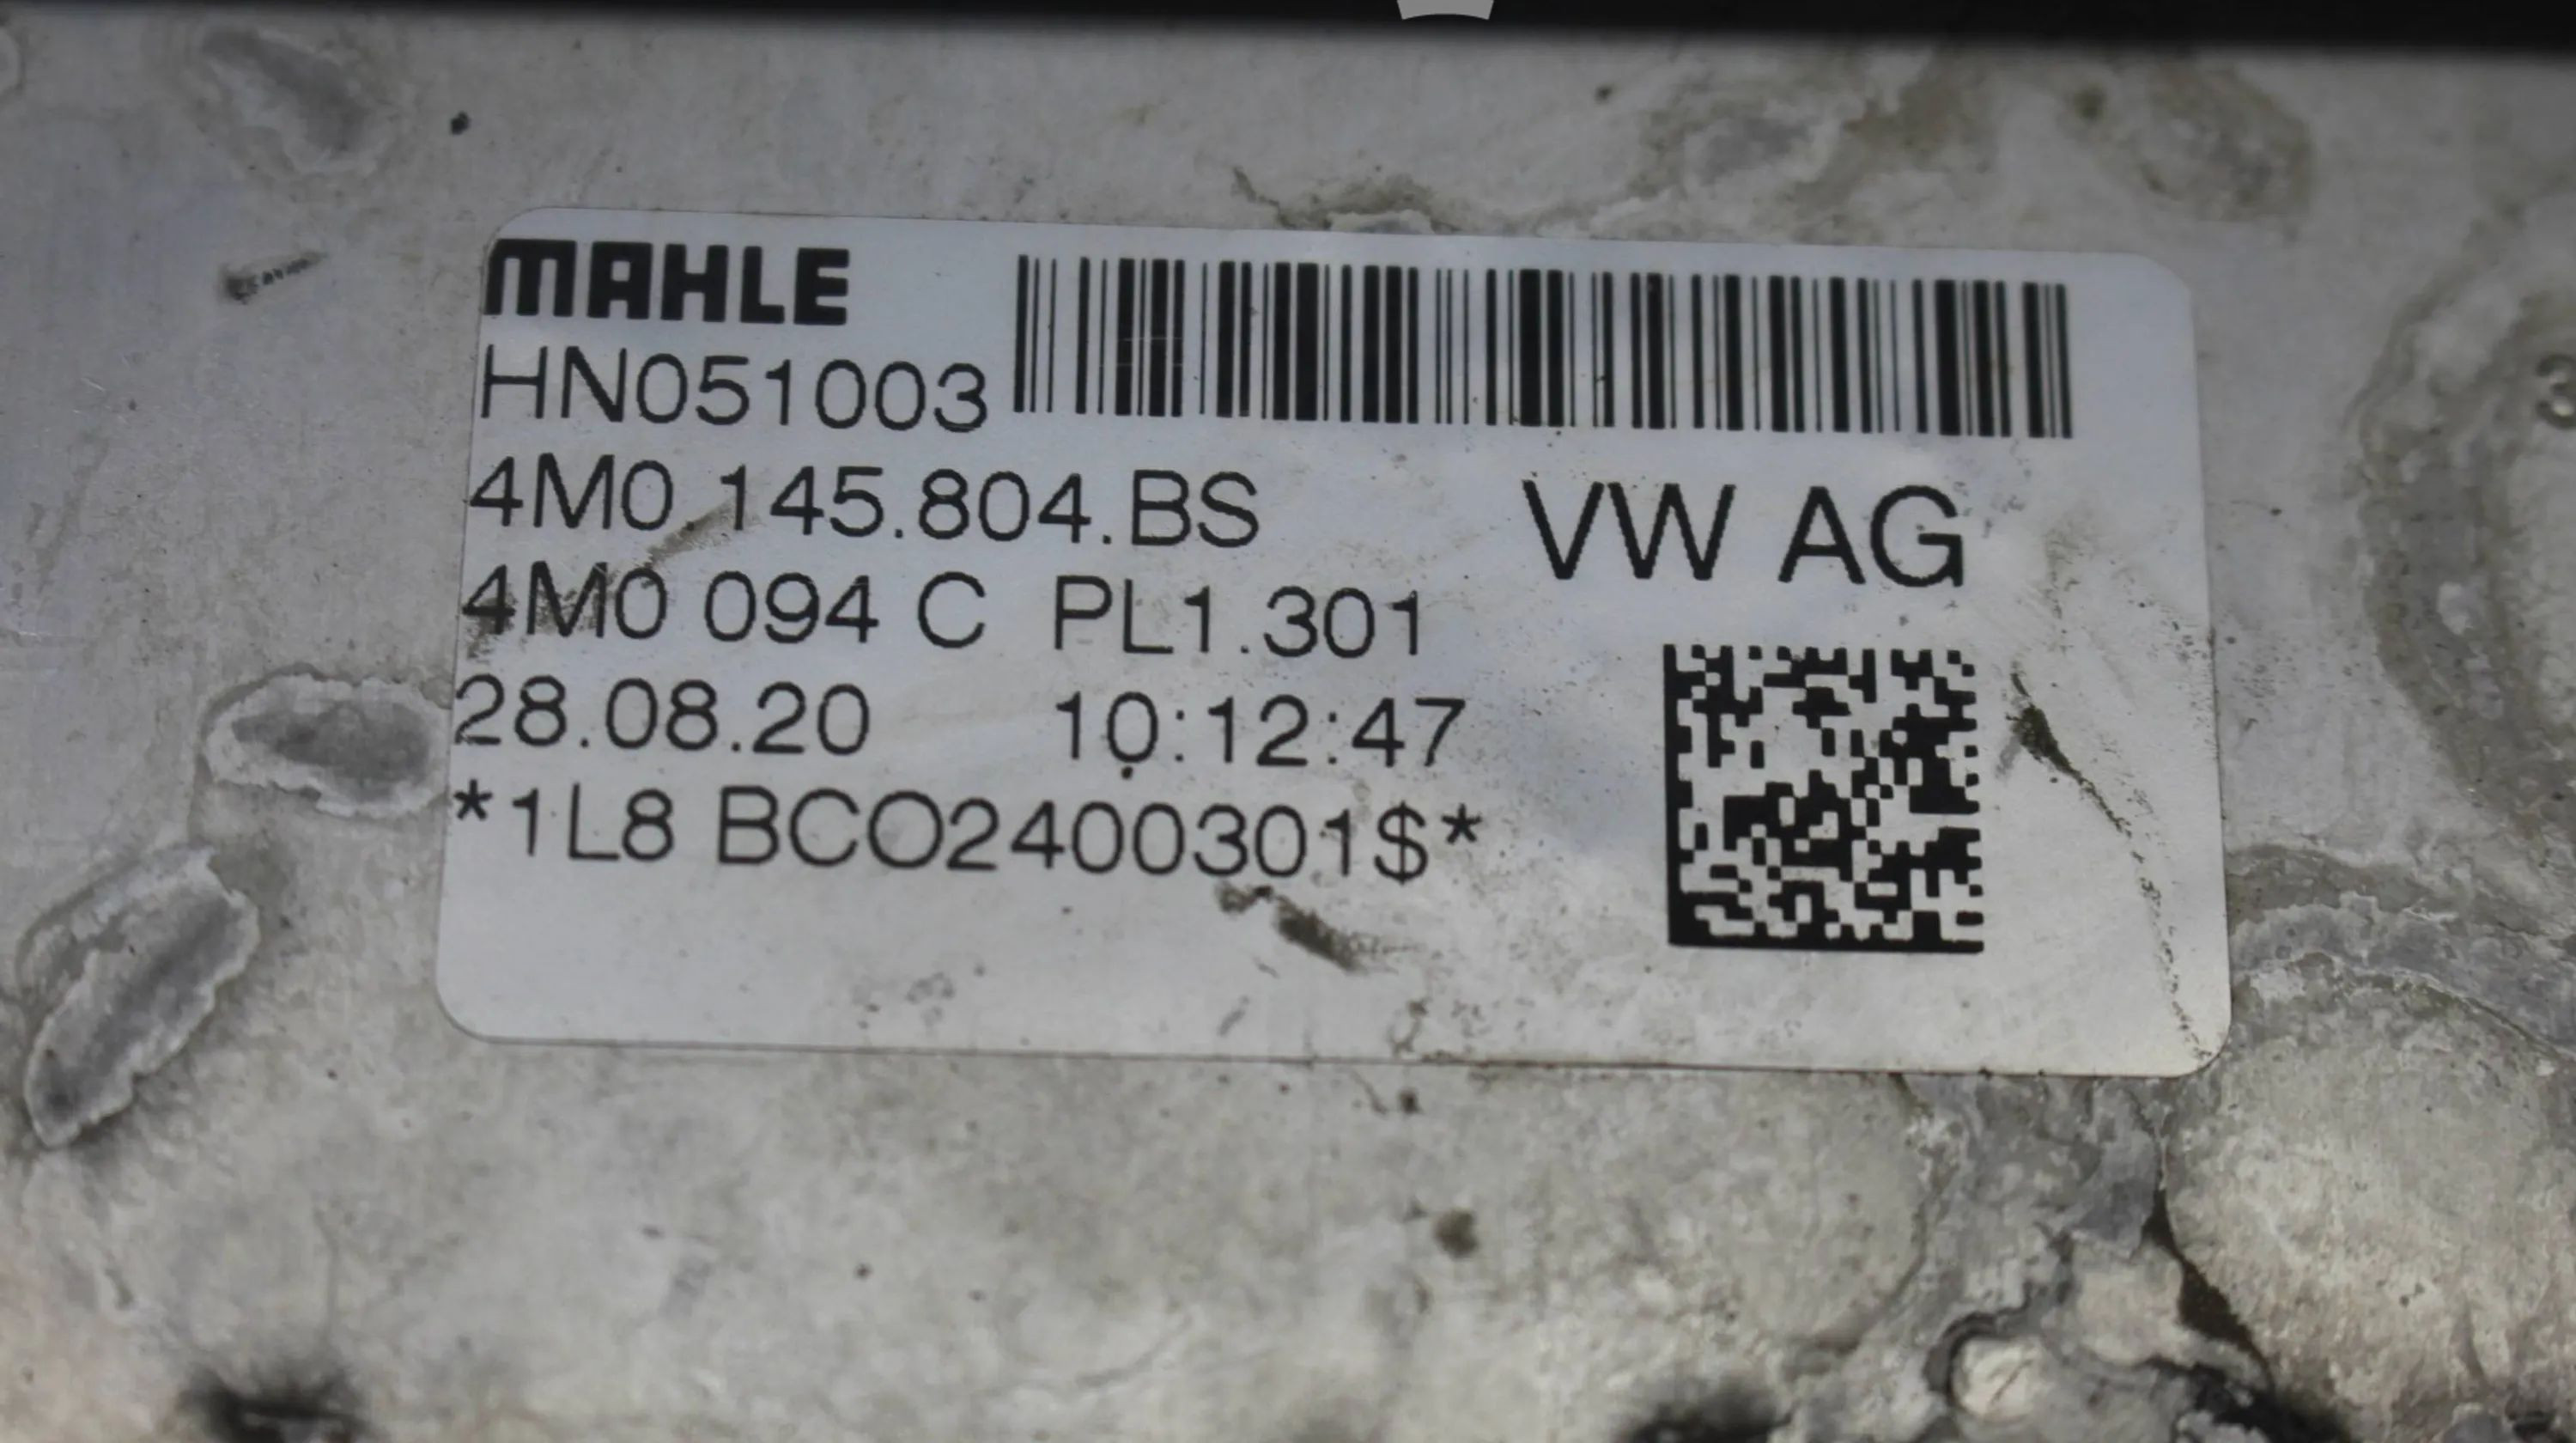 MAHLE
HN051003
4M0.145.804.BS
VW AG
4M0 094 C PL1.301
28.08.20 10:12:47
*1L8 BCO2400301$*
3